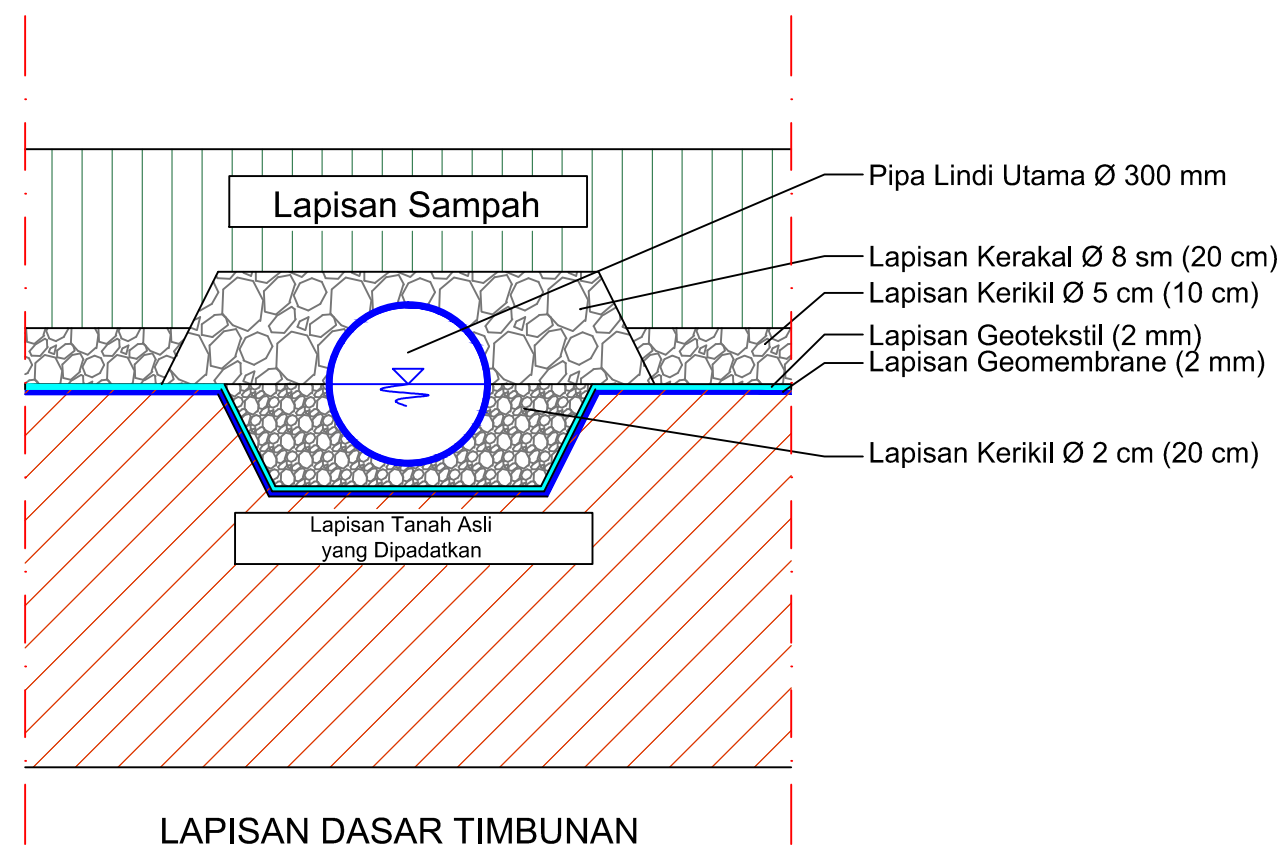 Lapisan Sampah
Pipa Lindi Utama Ø 300 mm
Lapisan Kerakal Ø 8 sm (20 cm)
Lapisan Kerikil Ø 5 cm (10 cm)
Lapisan Geotekstil (2 mm)
Lapisan Geomembrane (2 mm)
Lapisan Kerikil Ø 2 cm (20 cm)
Lapisan Tanah Asli
yang Dipadatkan
LAPISAN DASAR TIMBUNAN